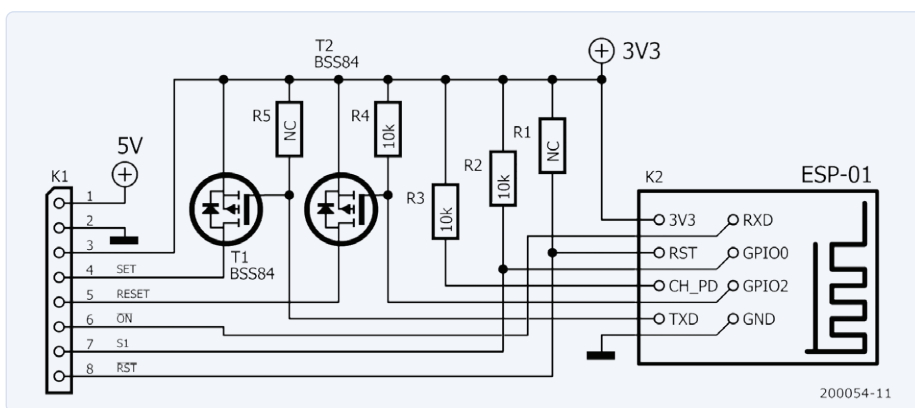 T2
BSS84
3V3
5V
R5
NC
R4
10k
R1
NC
R2
10k
R3
10k
K1
1
2
3
4 SET
5 RESET
6 ON
7 S1
8 R̅S̅T̅
T1
BSS84
K2
ESP-01
3V3 RXD
RST GPIO0
CH_PD GPIO2
TXD GND
200054-11